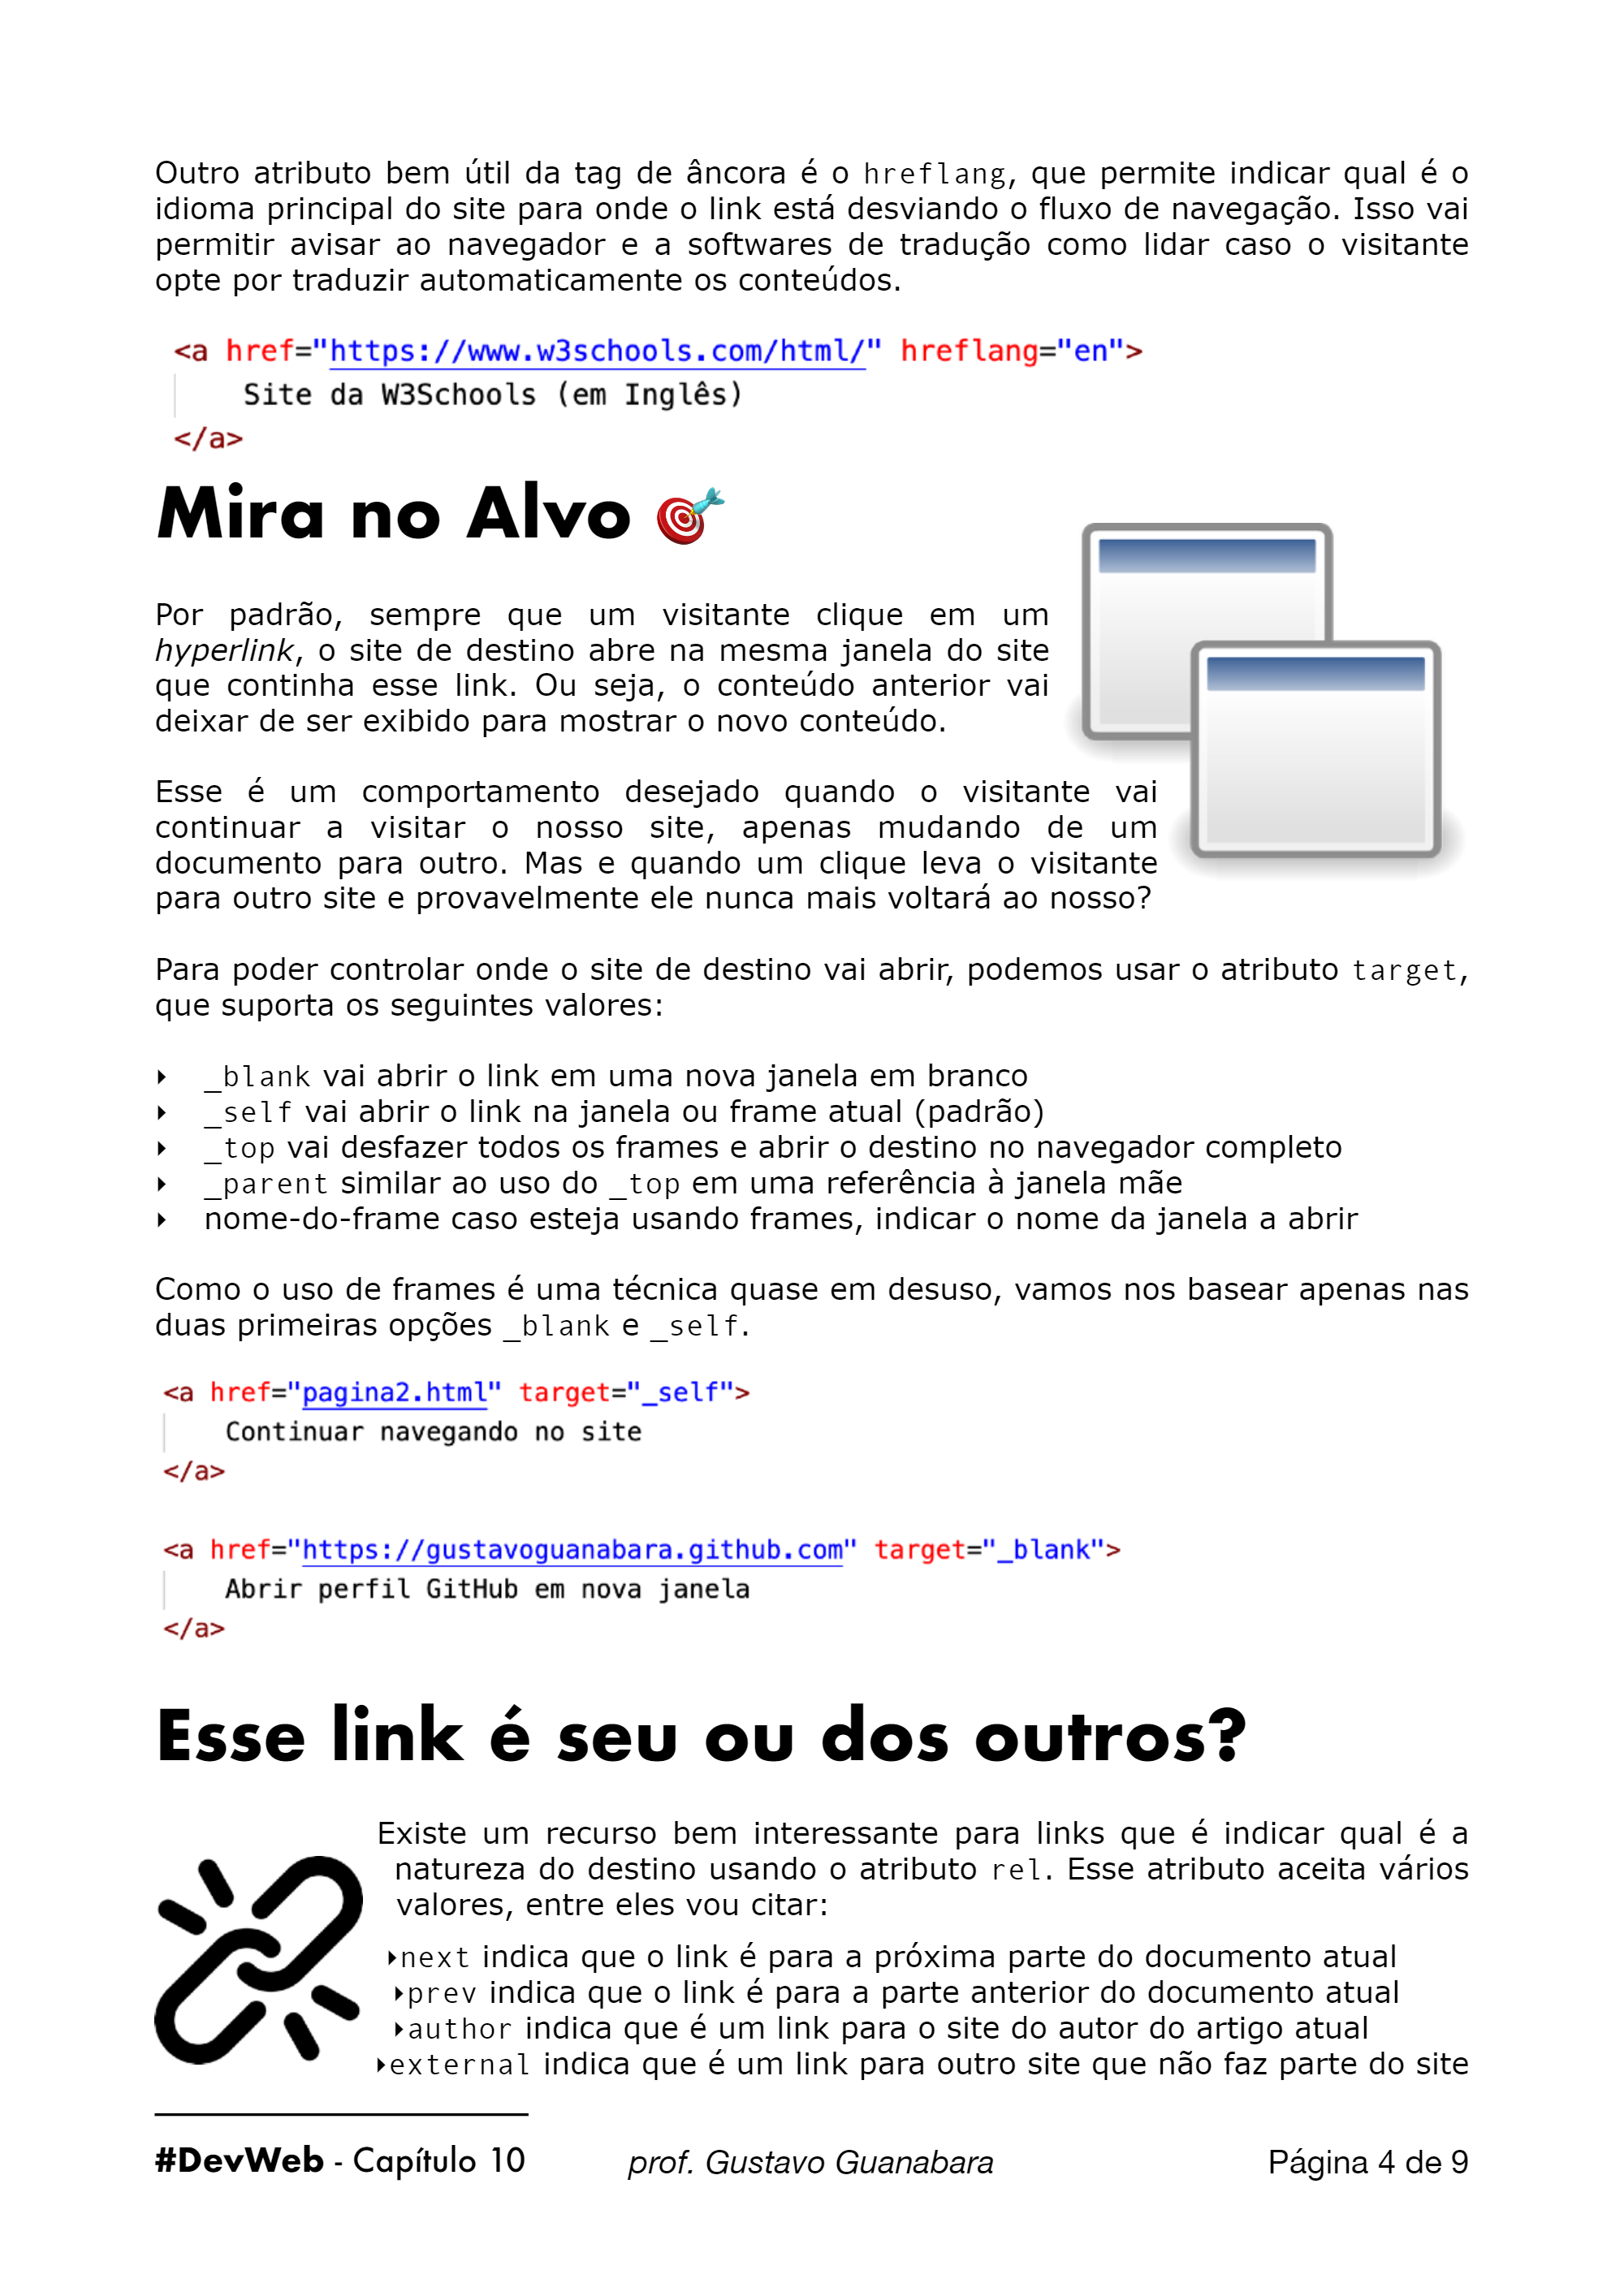 Outro atributo bem útil da tag de âncora é o hreflang, que permite indicar qual é o
idioma principal do site para onde o link está desviando o fluxo de navegação. Isso vai
permitir avisar ao navegador e a softwares de tradução como lidar caso o visitante
opte por traduzir automaticamente os conteúdos.
<a href="https://www.w3schools.com/html/" hreflang="en">
Site da W3Schools (em Inglês)
</a>
Mira no Alvo 🎯
Por padrão, sempre que um visitante clique em um
hyperlink, o site de destino abre na mesma janela do site
que continha esse link. Ou seja, o conteúdo anterior vai
deixar de ser exibido para mostrar o novo conteúdo.
Esse é um comportamento desejado quando o visitante vai
continuar a visitar o nosso site, apenas mudando de um
documento para outro. Mas e quando um clique leva o visitante
para outro site e provavelmente ele nunca mais voltará ao nosso?
Para poder controlar onde o site de destino vai abrir, podemos usar o atributo target,
que suporta os seguintes valores:
‣ _blank vai abrir o link em uma nova janela em branco
‣ _self vai abrir o link na janela ou frame atual (padrão)
‣ _top vai desfazer todos os frames e abrir o destino no navegador completo
‣ _parent similar ao uso do _top em uma referência à janela mãe
‣ nome-do-frame caso esteja usando frames, indicar o nome da janela a abrir
Como o uso de frames é uma técnica quase em desuso, vamos nos basear apenas nas
duas primeiras opções _blank e _self.
<a href="pagina2.html" target="_self">
Continuar navegando no site
</a>
<a href="https://gustavoguanabara.github.com" target="_blank">
Abrir perfil GitHub em nova janela
</a>
Esse link é seu ou dos outros?
Existe um recurso bem interessante para links que é indicar qual é a
natureza do destino usando o atributo rel. Esse atributo aceita vários
valores, entre eles vou citar:
‣next indica que o link é para a próxima parte do documento atual
‣prev indica que o link é para a parte anterior do documento atual
‣author indica que é um link para o site do autor do artigo atual
‣external indica que é um link para outro site que não faz parte do site
#DevWeb - Capítulo 10 prof. Gustavo Guanabara Página 4 de 9